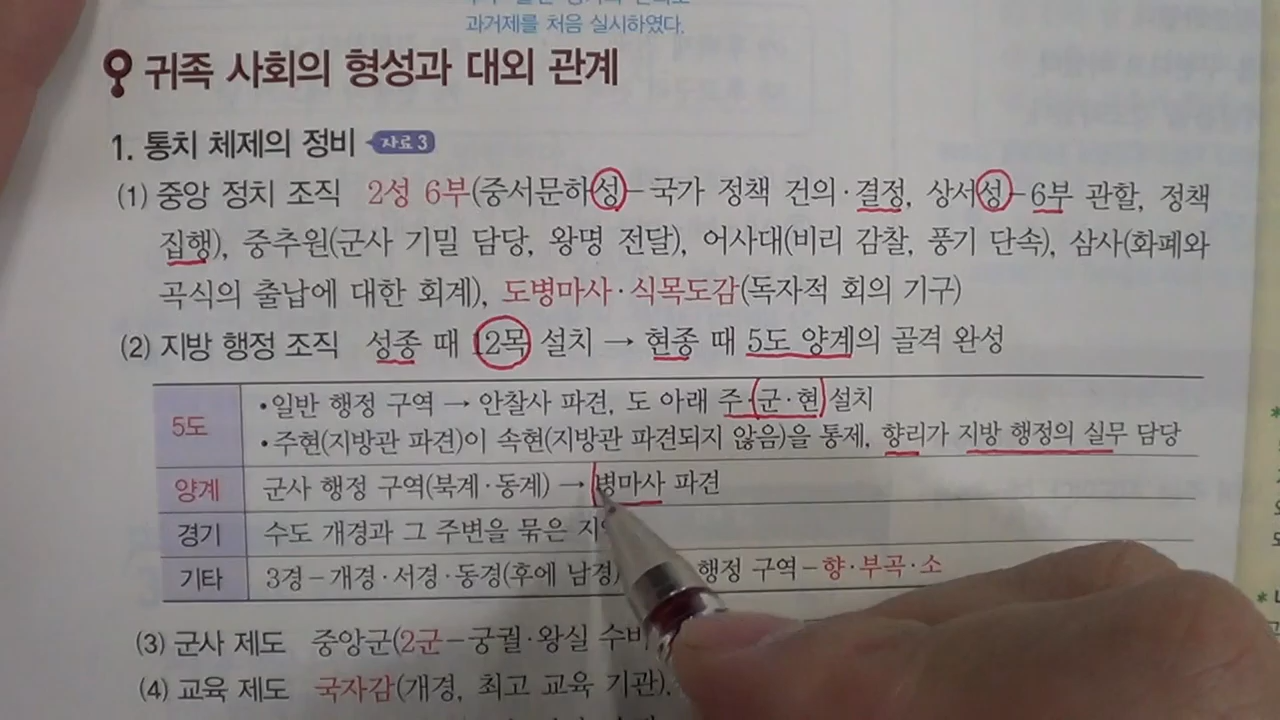 과거제를 처음 실시하였다.
귀족 사회의 형성과 대외 관계
1. 통치 체제의 정비 자료 3
(1) 중앙 정치 조직 2성 6부(중서문하성-국가 정책 건의·결정, 상서성-6부 관할, 정책
집행), 중추원(군사 기밀 담당, 왕명 전달), 어사대(비리 감찰, 풍기 단속), 삼사(화폐와
곡식의 출납에 대한 회계), 도병마사·식목도감(독자적 회의 기구)
(2) 지방 행정 조직 성종 때 12목 설치 → 현종 때 5도 양계의 골격 완성
5도
•일반 행정 구역 → 안찰사 파견, 도 아래 주·군·현 설치
•주현(지방관 파견)이 속현(지방관 파견되지 않음)을 통제, 향리가 지방 행정의 실무 담당
양계 군사 행정 구역(북계·동계) → 병마사 파견
경기 수도 개경과 그 주변을 묶은
기타 3경-개경·서경·동경(후에 남경) 행정 구역-향·부곡·소
(3) 군사 제도 중앙군(2군-궁궐·왕실 수비
(4) 교육 제도 국자감(개경, 최고 교육 기관),